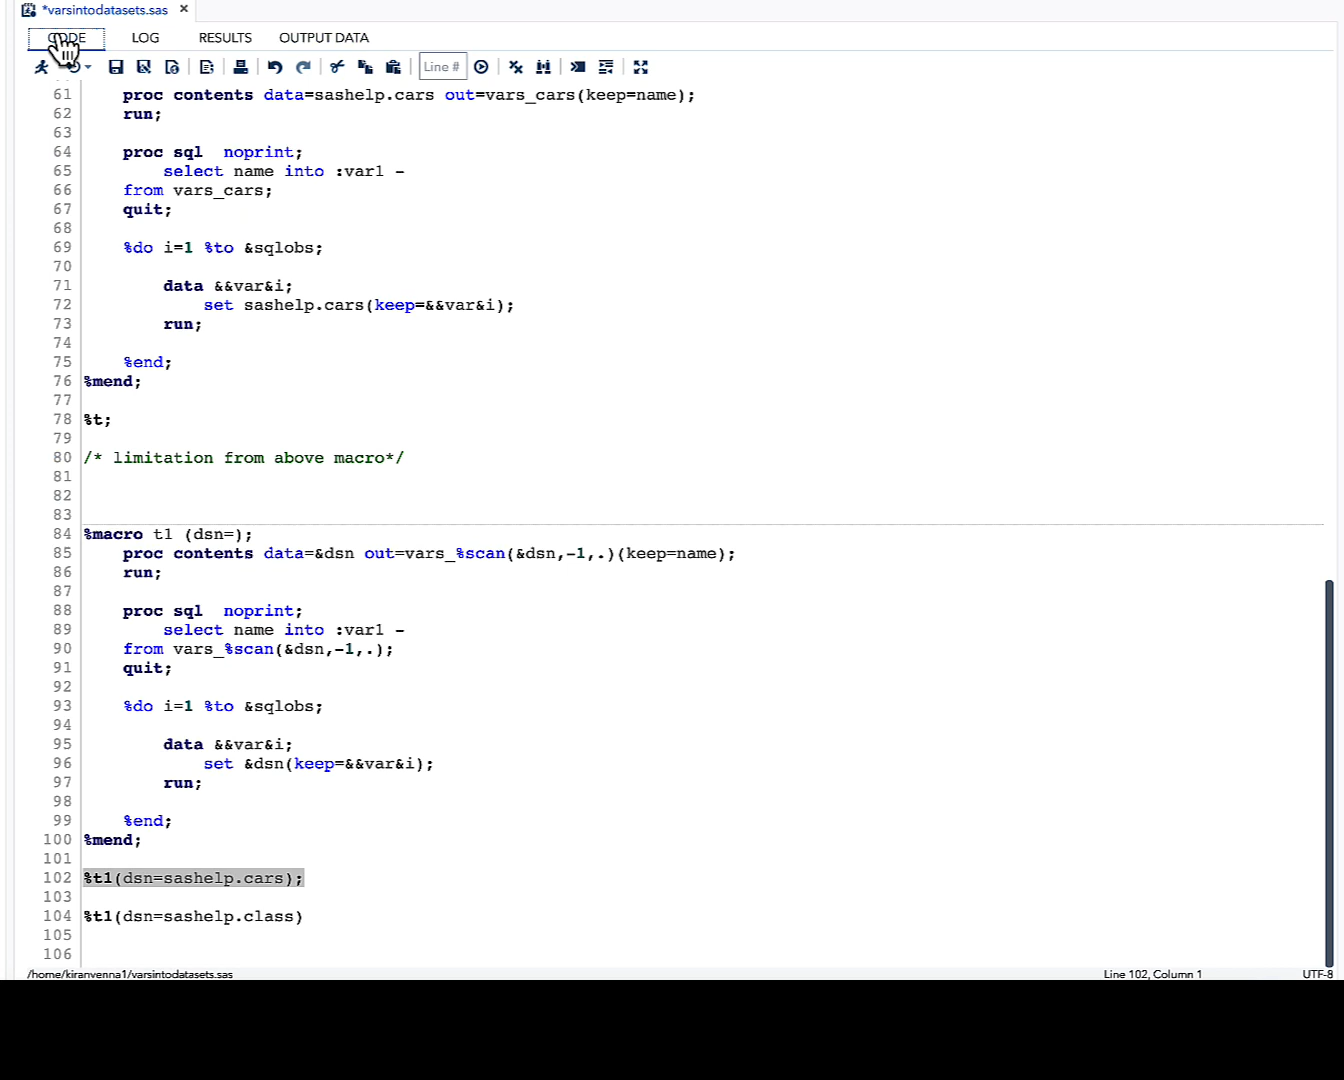 *varsintodatasets.sas ×
CODE LOG RESULTS OUTPUT DATA
Line #
61 proc contents data=sashelp.cars out=vars_cars(keep=name);
62 run;
63
64 proc sql  noprint;
65 select name into :var1 -
66 from vars_cars;
67 quit;
68
69 %do i=1 %to &sqlobs;
70
71 data &&var&i;
72 set sashelp.cars(keep=&&var&i);
73 run;
74
75 %end;
76 %mend;
77
78 %t;
79
80 /* limitation from above macro*/
81
82
83
84 %macro t1 (dsn=);
85 proc contents data=&dsn out=vars_%scan(&dsn,-1,.)(keep=name);
86 run;
87
88 proc sql  noprint;
89 select name into :var1 -
90 from vars_%scan(&dsn,-1,.);
91 quit;
92
93 %do i=1 %to &sqlobs;
94
95 data &&var&i;
96 set &dsn(keep=&&var&i);
97 run;
98
99 %end;
100 %mend;
101
102 %t1(dsn=sashelp.cars);
103
104 %t1(dsn=sashelp.class)
105
106
/home/kiranvenna1/varsintodatasets.sas Line 102, Column 1 UTF-8